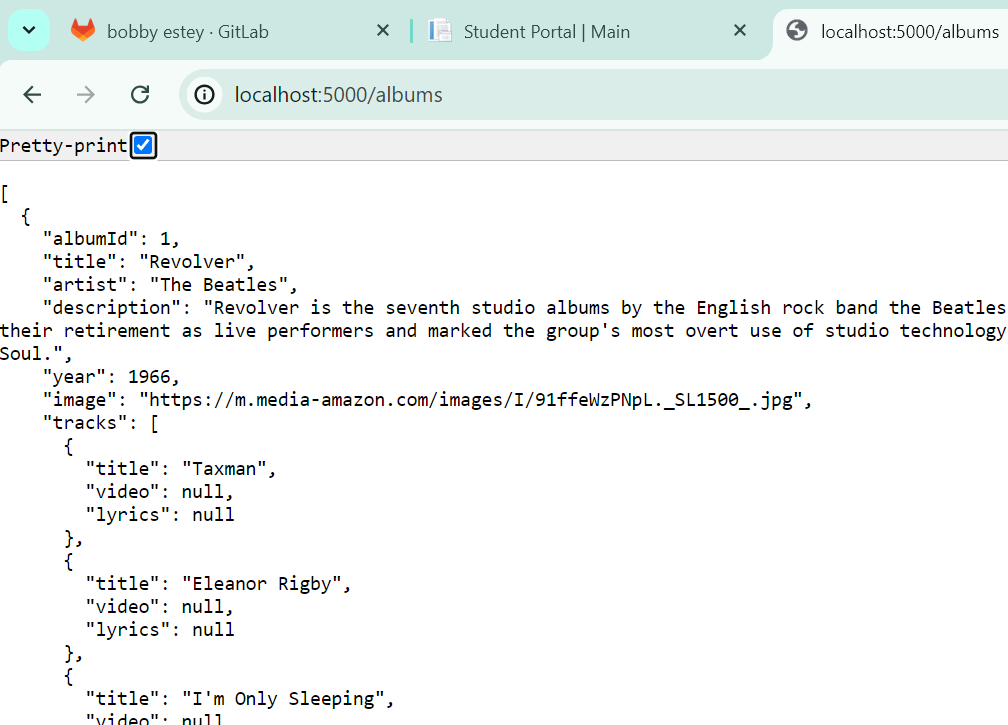 bobby estey · GitLab
Student Portal | Main
localhost:5000/albums
localhost:5000/albums
Pretty-print
[
  {
    "albumId": 1,
    "title": "Revolver",
    "artist": "The Beatles",
    "description": "Revolver is the seventh studio albums by the English rock band the Beatles
their retirement as live performers and marked the group's most overt use of studio technology
Soul.",
    "year": 1966,
    "image": "https://m.media-amazon.com/images/I/91ffeWzPNpL._SL1500_.jpg",
    "tracks": [
      {
        "title": "Taxman",
        "video": null,
        "lyrics": null
      },
      {
        "title": "Eleanor Rigby",
        "video": null,
        "lyrics": null
      },
      {
        "title": "I'm Only Sleeping",
        "video": null